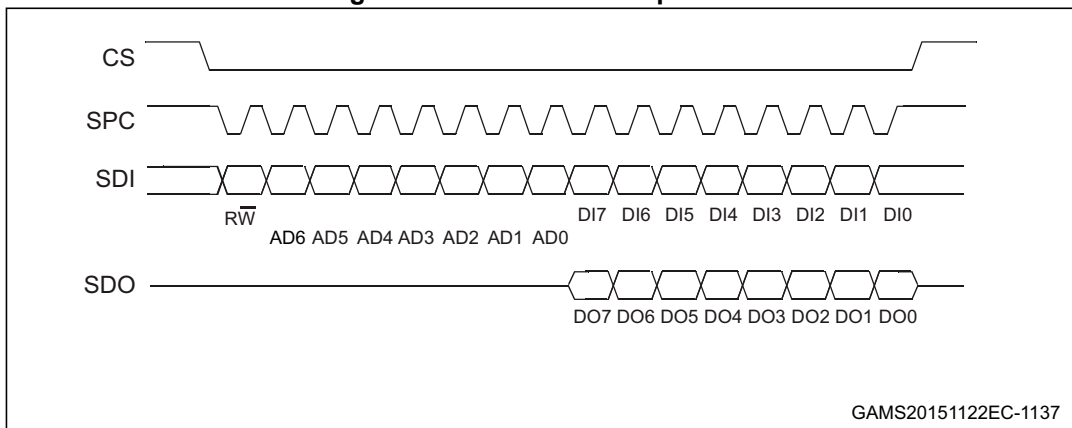 CS
SPC
SDI
RW̅
DI7 DI6 DI5 DI4 DI3 DI2 DI1 DI0
AD6 AD5 AD4 AD3 AD2 AD1 AD0
SDO
DO7 DO6 DO5 DO4 DO3 DO2 DO1 DO0
GAMS20151122EC-1137